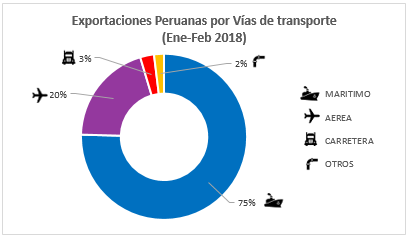 Exportaciones Peruanas por Vías de transporte
(Ene-Feb 2018)
3%
2%
20%
75%
MARITIMO
AEREA
CARRETERA
OTROS